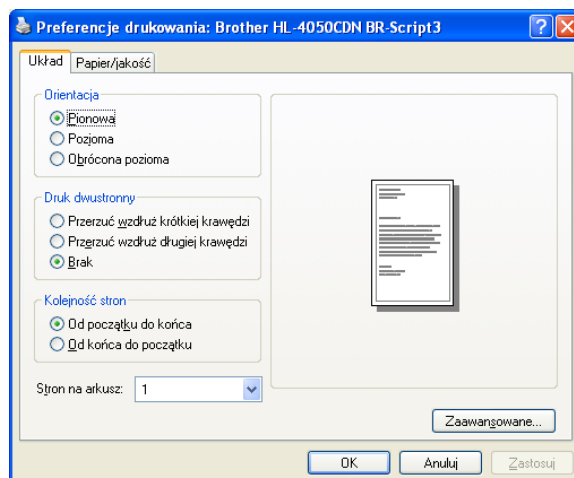 Preferencje drukowania: Brother HL-4050CDN BR-Script3
Układ Papier/jakość
Orientacja
Pionowa
Pozioma
Obrócona pozioma
Druk dwustronny
Przerzuć wzdłuż krótkiej krawędzi
Przerzuć wzdłuż długiej krawędzi
Brak
Kolejność stron
Od początku do końca
Od końca do początku
Stron na arkusz: 1
Zaawansowane...
OK Anuluj Zastosuj